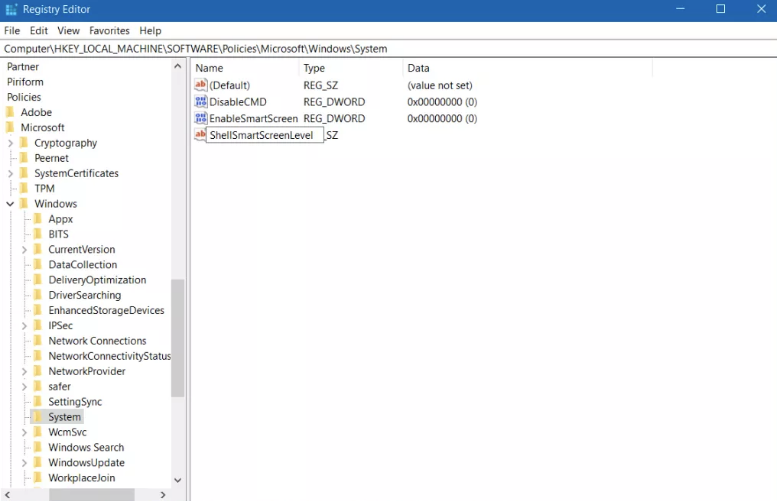 Registry Editor
File Edit View Favorites Help
Computer\HKEY_LOCAL_MACHINE\SOFTWARE\Policies\Microsoft\Windows\System
Partner
Piriform
Policies
Adobe
Microsoft
Cryptography
Peernet
SystemCertificates
TPM
Windows
Appx
BITS
CurrentVersion
DataCollection
DeliveryOptimization
DriverSearching
EnhancedStorageDevices
IPSec
Network Connections
NetworkConnectivityStatus
NetworkProvider
safer
SettingSync
System
WcmSvc
Windows Search
WindowsUpdate
WorkplaceJoin
Name Type Data
(Default) REG_SZ (value not set)
DisableCMD REG_DWORD 0x00000000 (0)
EnableSmartScreen REG_DWORD 0x00000000 (0)
ShellSmartScreenLevel _SZ